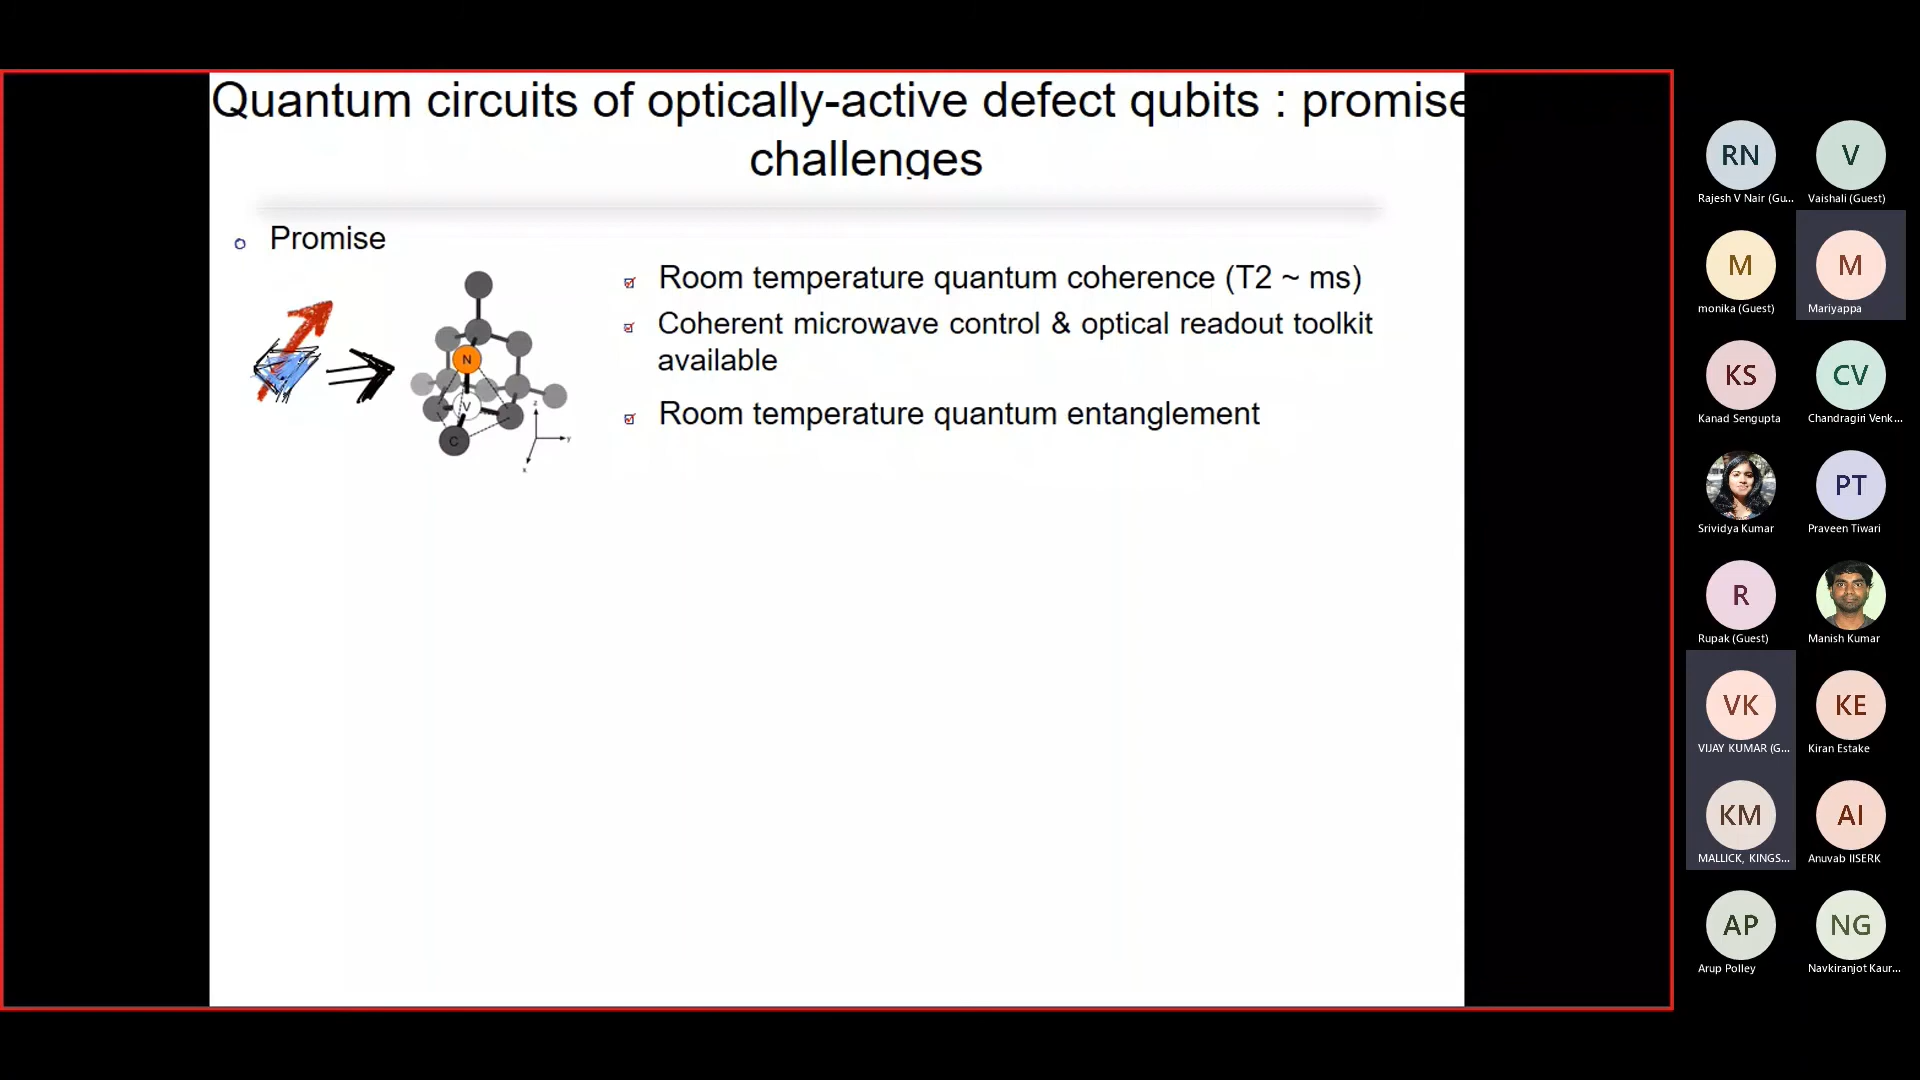 Quantum circuits of optically-active defect qubits : promise
challenges
Promise
Room temperature quantum coherence (T2 ~ ms)
Coherent microwave control & optical readout toolkit
available
Room temperature quantum entanglement
N
V
C
z
y
x
RN
Rajesh V Nair (Gu...
V
Vaishali (Guest)
M
monika (Guest)
M
Mariyappa
KS
Kanad Sengupta
CV
Chandragiri Venk...
Srividya Kumar
PT
Praveen Tiwari
R
Rupak (Guest)
Manish Kumar
VK
VIJAY KUMAR (G...
KE
Kiran Estake
KM
MALLICK, KINGS...
AI
Anuvab IISERK
AP
Arup Polley
NG
Navkiranjot Kaur...